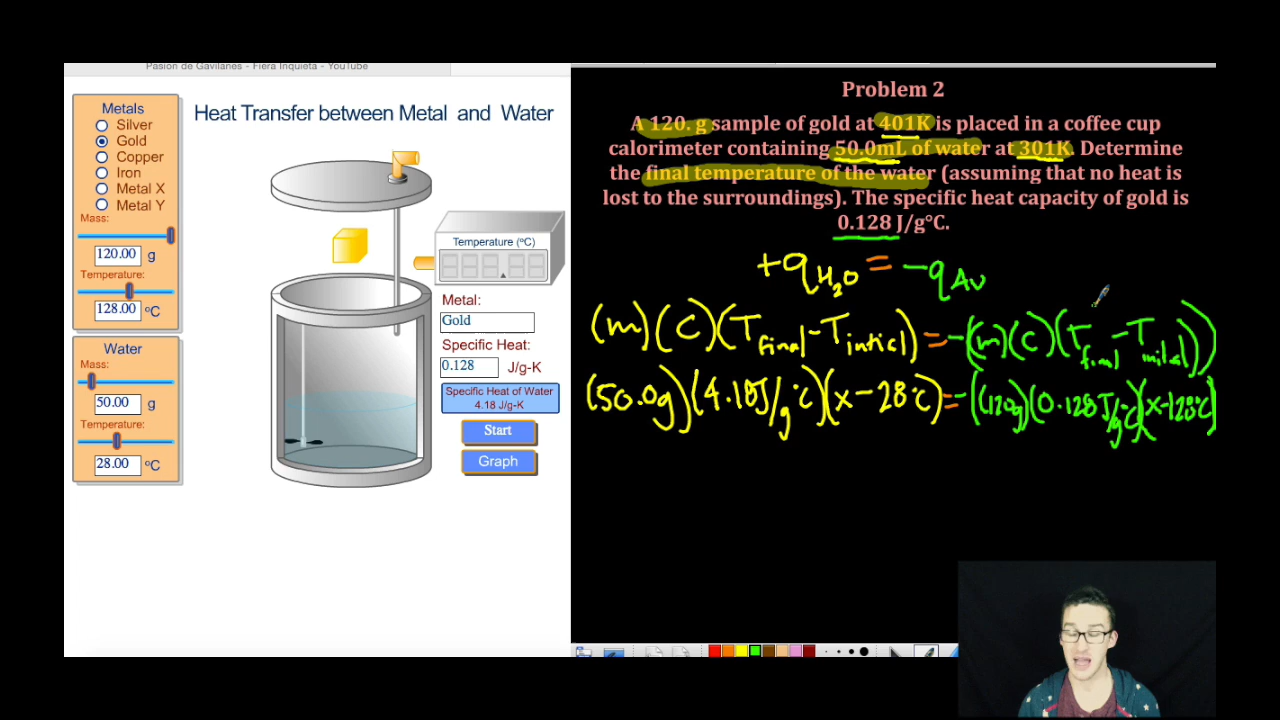 Pasión de Gavilanes - Fiera Inquieta - YouTube
Metals
Silver
Gold
Copper
Iron
Metal X
Metal Y
Mass:
120.00 g
Temperature:
128.00 °C
Water
Mass:
50.00 g
Temperature:
28.00 °C
Heat Transfer between Metal and Water
Temperature (°C)
Metal:
Gold
Specific Heat:
0.128 J/g-K
Specific Heat of Water
4.18 J/g-K
Start
Graph
Problem 2
A 120. g sample of gold at 401K is placed in a coffee cup
calorimeter containing 50.0mL of water at 301K. Determine
the final temperature of the water (assuming that no heat is
lost to the surroundings). The specific heat capacity of gold is
0.128 J/g°C.
+qH₂O = -qAu
(m)(C)(Tfinal-Tintial) = -((m)(C)(Tfinal-Tinitial))
(50.0g)(4.18J/g°C)(x-28°C) = -((120g)(0.128J/g°C)(x-128°C)